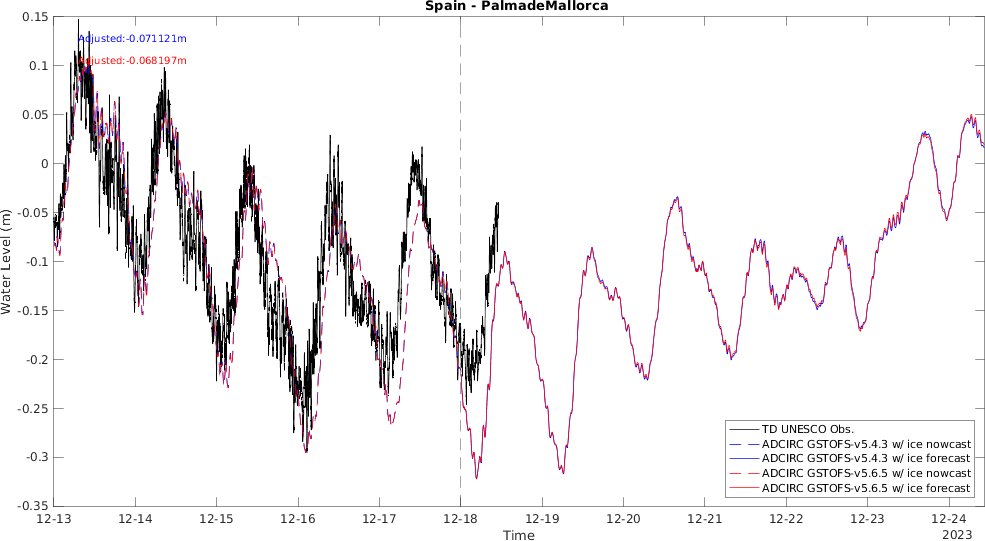 Spain - PalmadeMallorca
0.15
0.1
0.05
0
-0.05
-0.1
-0.15
-0.2
-0.25
-0.3
-0.35
Water Level (m)
Adjusted:-0.071121m
Adjusted:-0.068197m
TD UNESCO Obs.
ADCIRC GSTOFS-v5.4.3 w/ ice nowcast
ADCIRC GSTOFS-v5.4.3 w/ ice forecast
ADCIRC GSTOFS-v5.6.5 w/ ice nowcast
ADCIRC GSTOFS-v5.6.5 w/ ice forecast
12-13 12-14 12-15 12-16 12-17 12-18 12-19 12-20 12-21 12-22 12-23 12-24
Time
2023